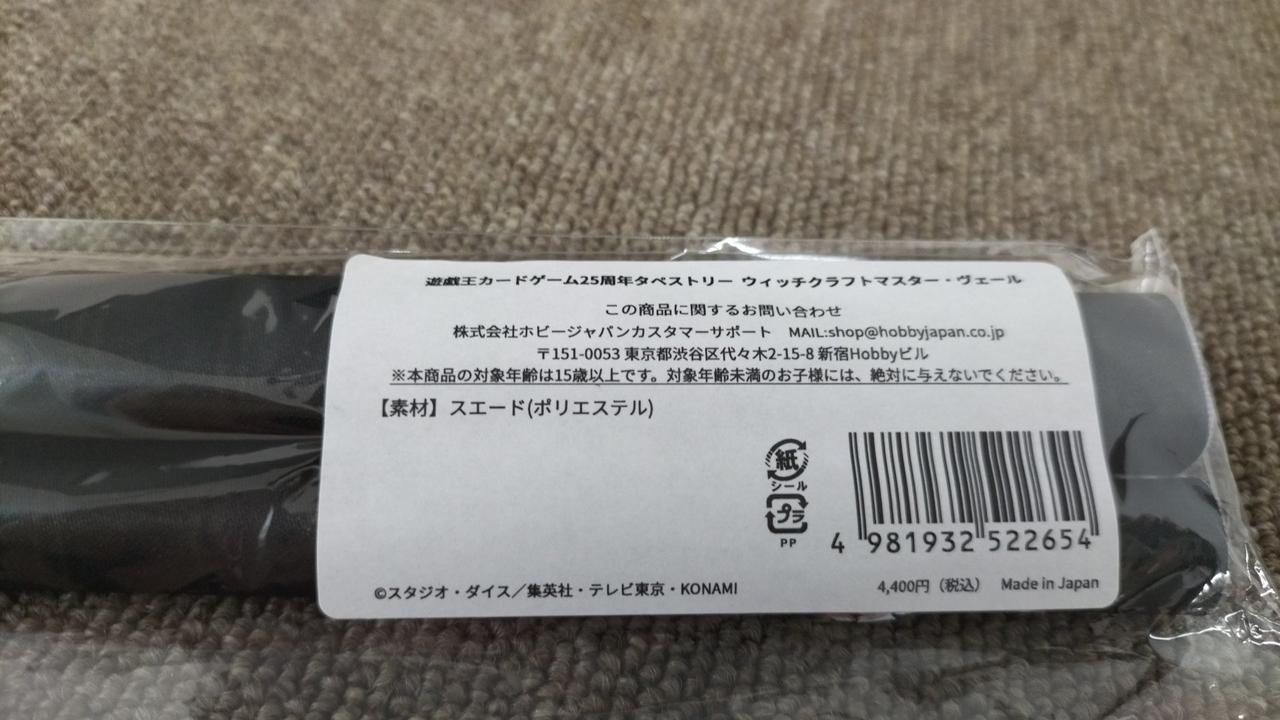 遊戯王カードゲーム25周年タペストリー ウィッチクラフトマスター・ヴェール
この商品に関するお問い合わせ
株式会社ホビージャパンカスタマーサポート　MAIL:shop@hobbyjapan.co.jp
〒151-0053 東京都渋谷区代々木2-15-8 新宿Hobbyビル
※本商品の対象年齢は15歳以上です。対象年齢未満のお子様には、絶対に与えないでください。
【素材】スエード(ポリエステル)
紙
シール
プラ
PP
4 981932 522654
©スタジオ・ダイス／集英社・テレビ東京・KONAMI
4,400円（税込）　Made in Japan